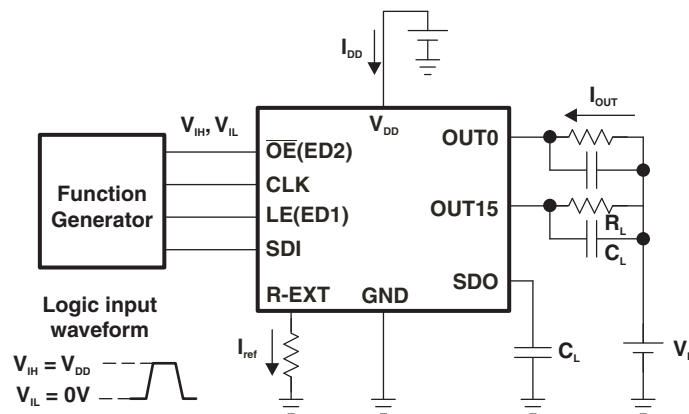 I_DD
I_OUT
V_IH, V_IL
V_DD
OE(ED2)
OUT0
Function
Generator
CLK
LE(ED1)
OUT15
SDI
R_L
C_L
R-EXT
GND
SDO
Logic input
waveform
I_ref
C_L
V_IH = V_DD
V_IL = 0V